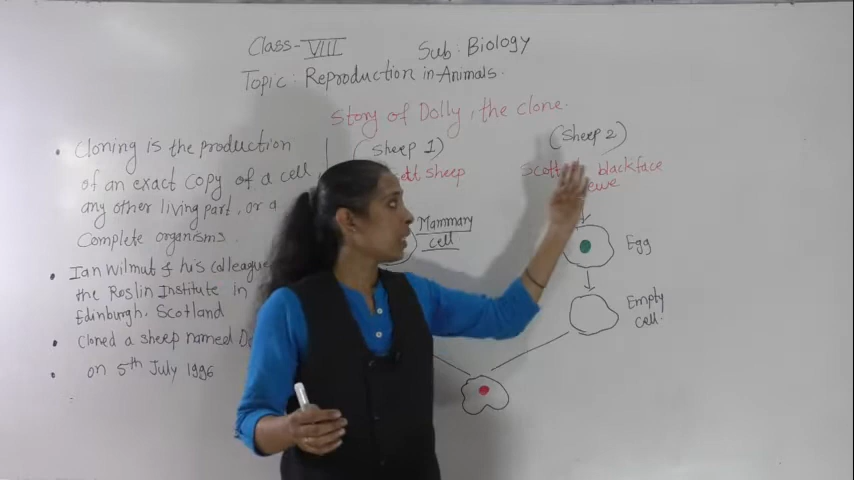 Class-VIII Sub: Biology
Topic: Reproduction in Animals.
Story of Dolly, the clone.
• Cloning is the production
of an exact copy of a cell,
any other living part, or a
Complete organisms.
• Ian Wilmut & his colleague
the Roslin Institute in
Edinburgh, Scotland
• Cloned a sheep named
• on 5th July 1996
(Sheep 1)
sheep
Mammary
cell
(Sheep 2)
blackface
ewe
Egg
Empty
cell.